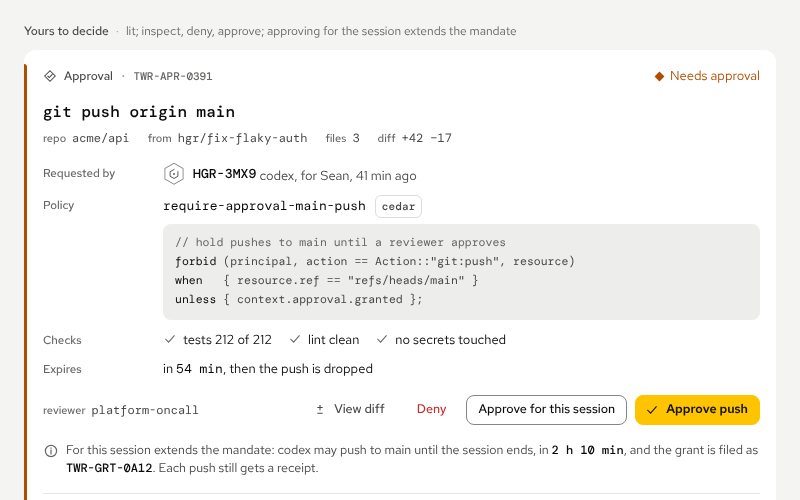 Yours to decide · lit; inspect, deny, approve; approving for the session extends the mandate
Approval · TWR-APR-0391
Needs approval
git push origin main
repo acme/api from hgr/fix-flaky-auth files 3 diff +42 −17
Requested by HGR-3MX9 codex, for Sean, 41 min ago
Policy require-approval-main-push cedar
// hold pushes to main until a reviewer approves
forbid (principal, action == Action::"git:push", resource)
when { resource.ref == "refs/heads/main" }
unless { context.approval.granted };
Checks tests 212 of 212 lint clean no secrets touched
Expires in 54 min, then the push is dropped
reviewer platform-oncall ± View diff Deny Approve for this session Approve push
For this session extends the mandate: codex may push to main until the session ends, in 2 h 10 min, and the grant is filed as
TWR-GRT-0A12. Each push still gets a receipt.